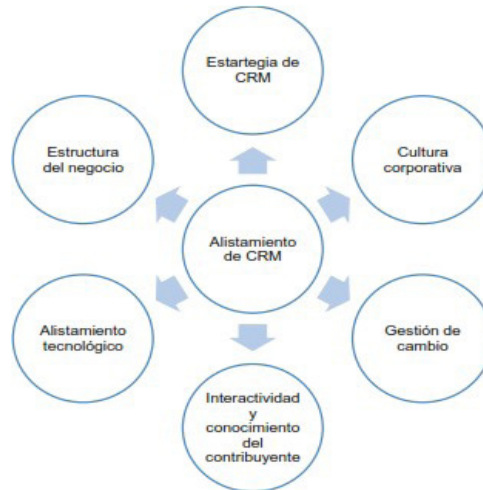 Estartegia de
CRM
Estructura
del negocio
Cultura
corporativa
Alistamiento
de CRM
Alistamiento
tecnológico
Gestión de
cambio
Interactividad
y
conocimiento
del
contribuyente